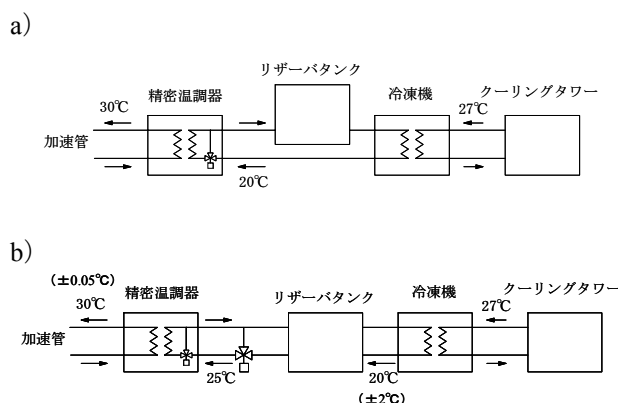 a)
リザーバタンク
30℃
精密温調器
冷凍機
27℃
クーリングタワー
加速管
20℃
b)
(±0.05℃)
30℃
精密温調器
リザーバタンク
冷凍機
27℃
クーリングタワー
加速管
25℃
20℃
(±2℃)